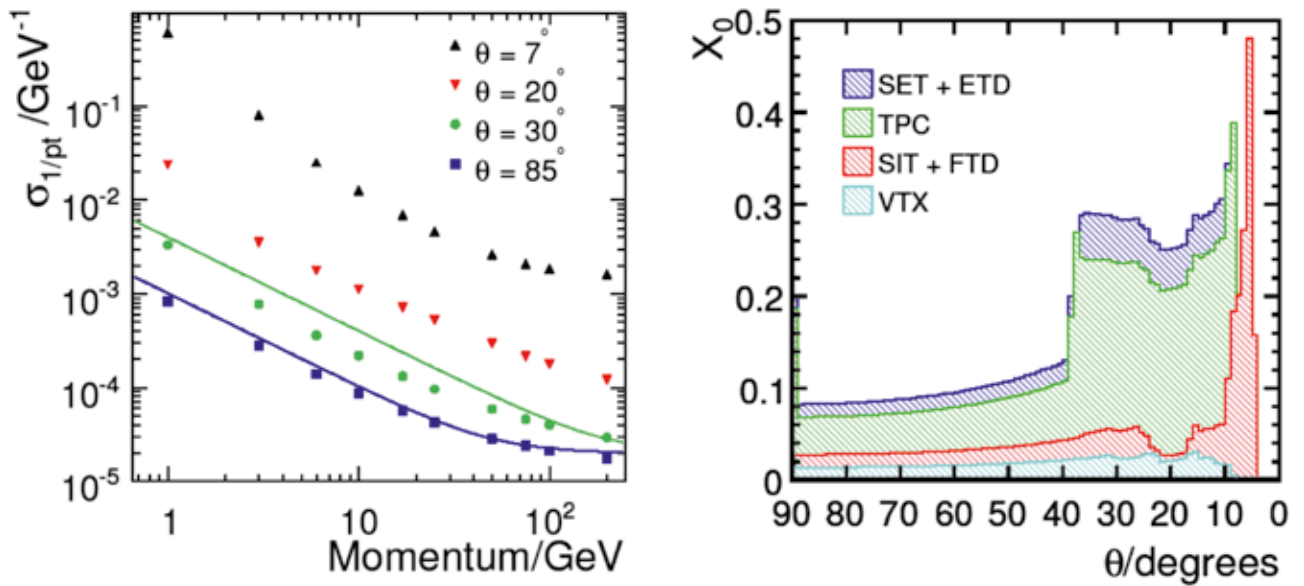 σ1/pt /GeV-1
10-1
10-2
10-3
10-4
10-5
θ = 7°
θ = 20°
θ = 30°
θ = 85°
1 10 10²
Momentum/GeV
X0
0.5
0.4
0.3
0.2
0.1
0
SET + ETD
TPC
SIT + FTD
VTX
90 80 70 60 50 40 30 20 10 0
θ/degrees